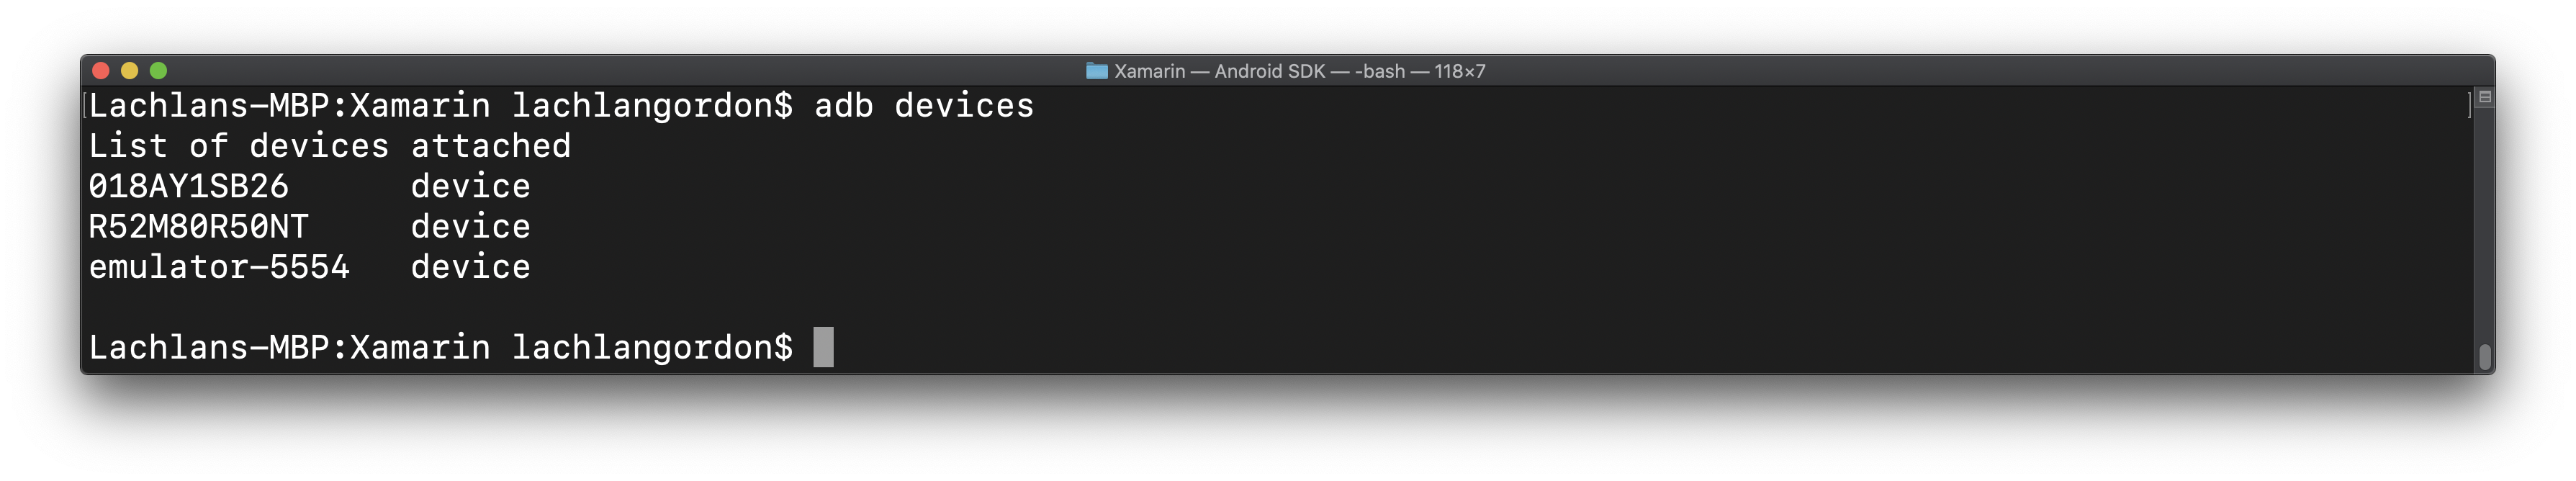 Xamarin — Android SDK — -bash — 118×7
[Lachlans-MBP:Xamarin lachlangordon$ adb devices ]
List of devices attached
018AY1SB26 device
R52M80R50NT device
emulator-5554 device
Lachlans-MBP:Xamarin lachlangordon$